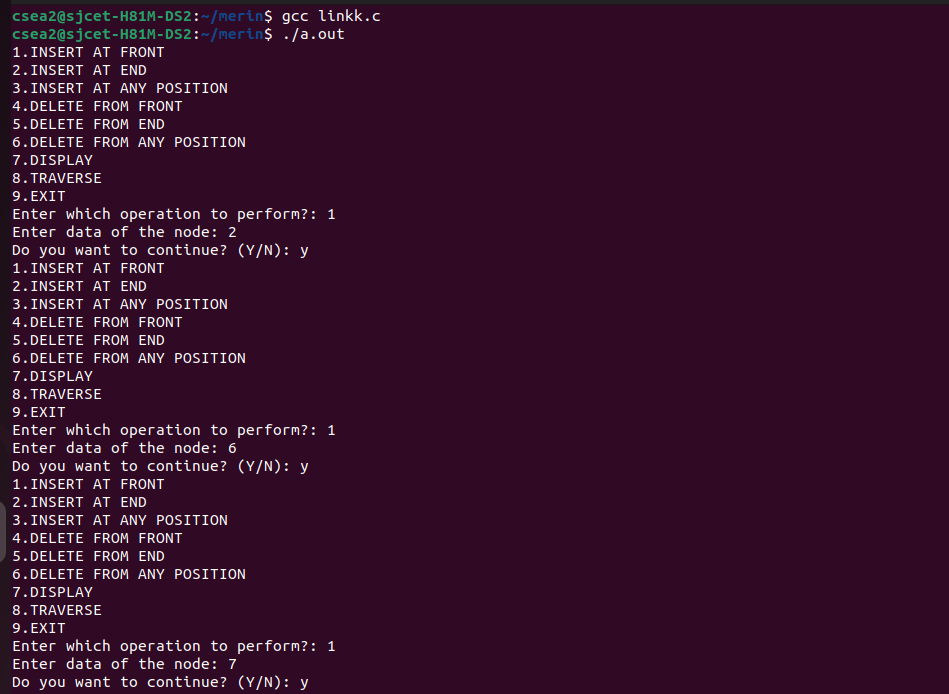 csea2@sjcet-H81M-DS2:~/merin$ gcc linkk.c
csea2@sjcet-H81M-DS2:~/merin$ ./a.out
1.INSERT AT FRONT
2.INSERT AT END
3.INSERT AT ANY POSITION
4.DELETE FROM FRONT
5.DELETE FROM END
6.DELETE FROM ANY POSITION
7.DISPLAY
8.TRAVERSE
9.EXIT
Enter which operation to perform?: 1
Enter data of the node: 2
Do you want to continue? (Y/N): y
1.INSERT AT FRONT
2.INSERT AT END
3.INSERT AT ANY POSITION
4.DELETE FROM FRONT
5.DELETE FROM END
6.DELETE FROM ANY POSITION
7.DISPLAY
8.TRAVERSE
9.EXIT
Enter which operation to perform?: 1
Enter data of the node: 6
Do you want to continue? (Y/N): y
1.INSERT AT FRONT
2.INSERT AT END
3.INSERT AT ANY POSITION
4.DELETE FROM FRONT
5.DELETE FROM END
6.DELETE FROM ANY POSITION
7.DISPLAY
8.TRAVERSE
9.EXIT
Enter which operation to perform?: 1
Enter data of the node: 7
Do you want to continue? (Y/N): y